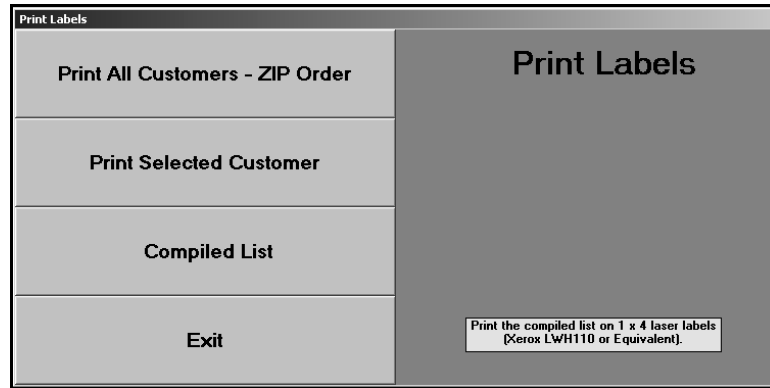 Print Labels
Print All Customers - ZIP Order
Print Labels
Print Selected Customer
Compiled List
Exit
Print the compiled list on 1 x 4 laser labels
(Xerox LWH110 or Equivalent).